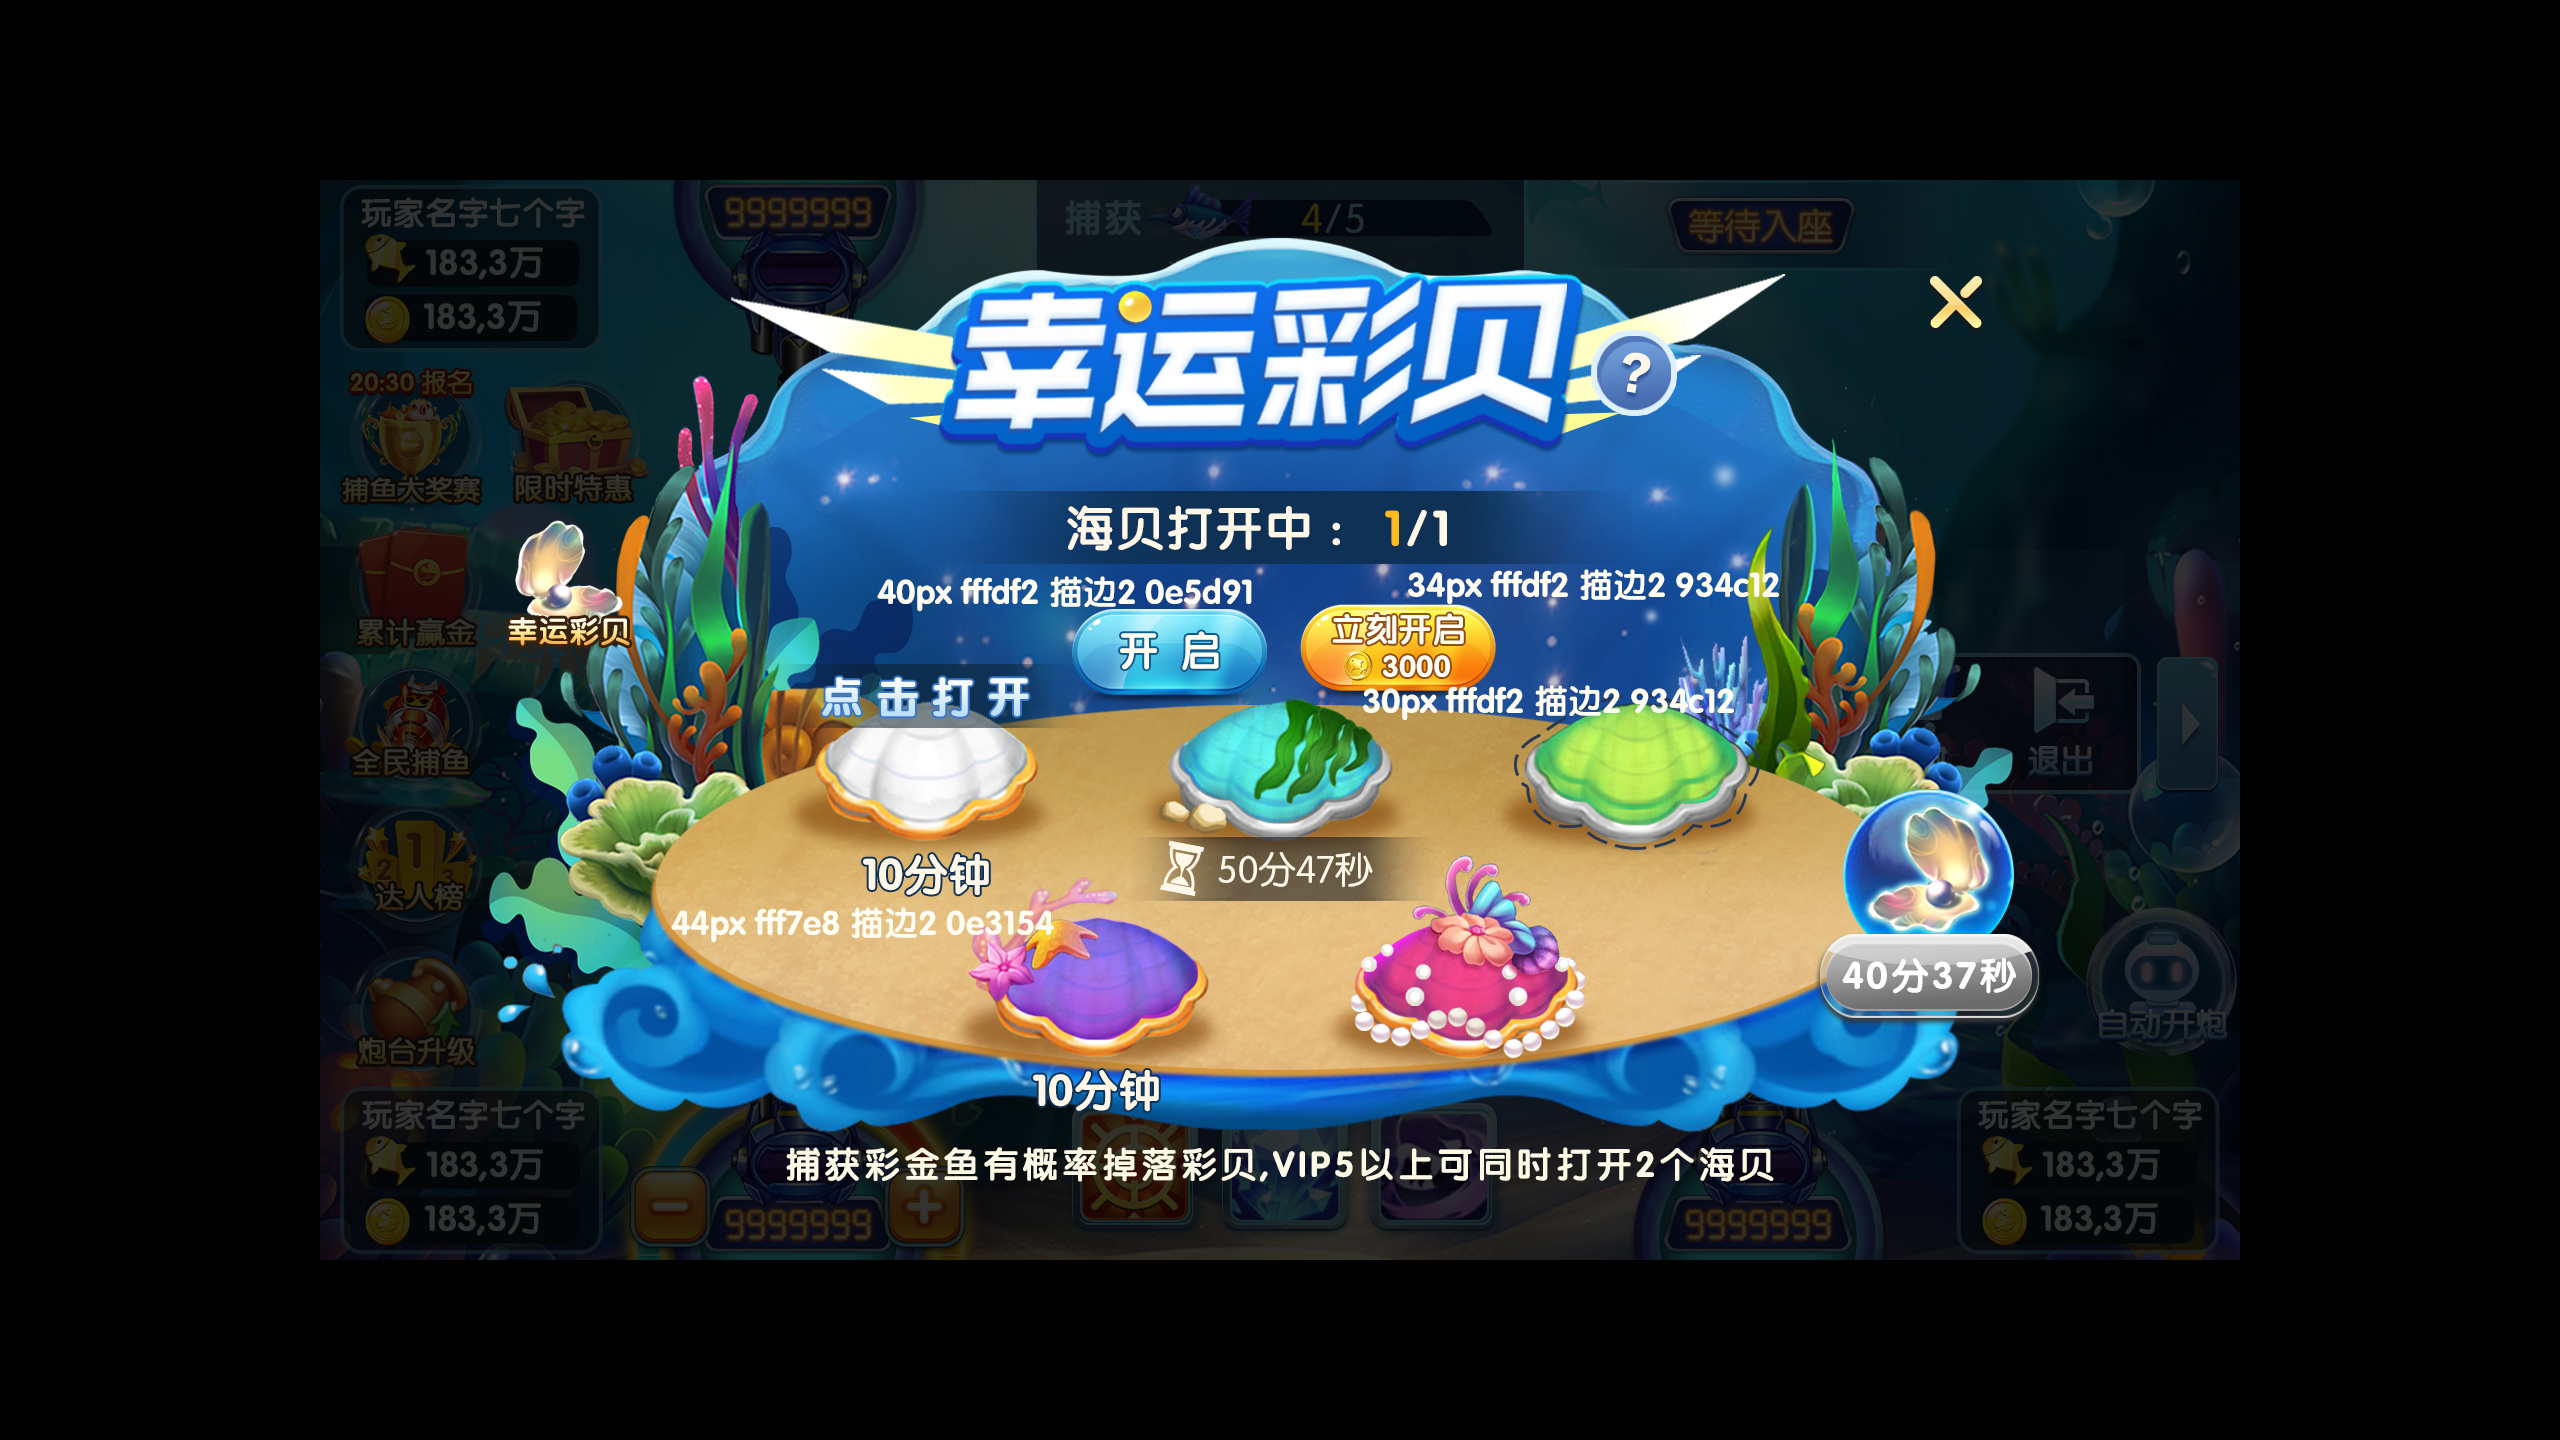 玩家名字七个字
183,3万
183,3万
9999999
捕获 4/5
等待入座
幸运彩贝
?
20:30 报名
捕鱼大奖赛
限时特惠
海贝打开中： 1/1
40px fffdf2 描边2 0e5d91
34px fffdf2 描边2 934c12
累计赢金
幸运彩贝
开 启
立刻开启
3000
30px fffdf2 描边2 934c12
点击打开
全民捕鱼
退出
1
2
3
达人榜
10分钟
50分47秒
44px fff7e8 描边2 0e3154
40分37秒
自动开炮
炮台升级
10分钟
玩家名字七个字
183,3万
183,3万
9999999
捕获彩金鱼有概率掉落彩贝,VIP5以上可同时打开2个海贝
9999999
玩家名字七个字
183,3万
183,3万